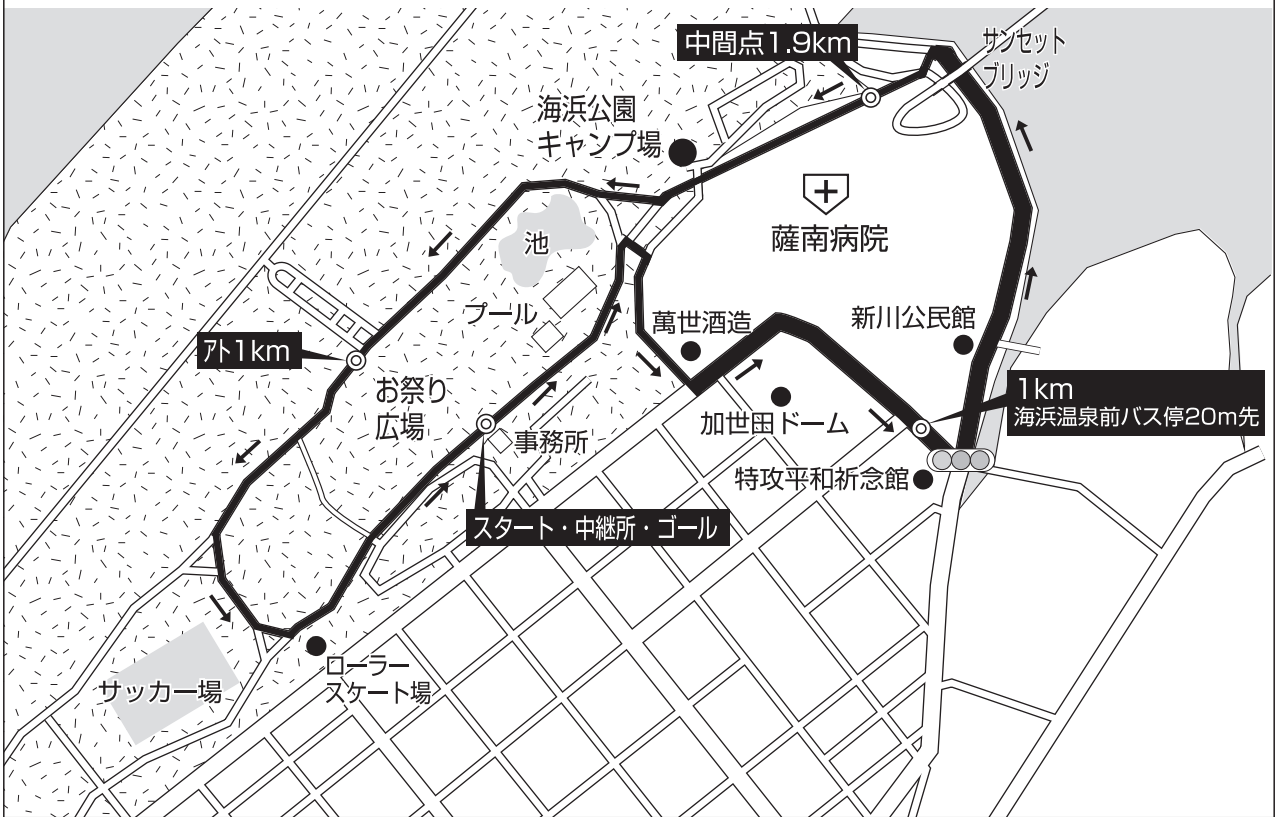 中間点1.9km
サンセット
ブリッジ
海浜公園
キャンプ場
薩南病院
池
プール
萬世酒造
新川公民館
アト1km
お祭り
広場
1km
海浜温泉前バス停20m先
加世田ドーム
事務所
特攻平和祈念館
スタート・中継所・ゴール
ローラー
スケート場
サッカー場